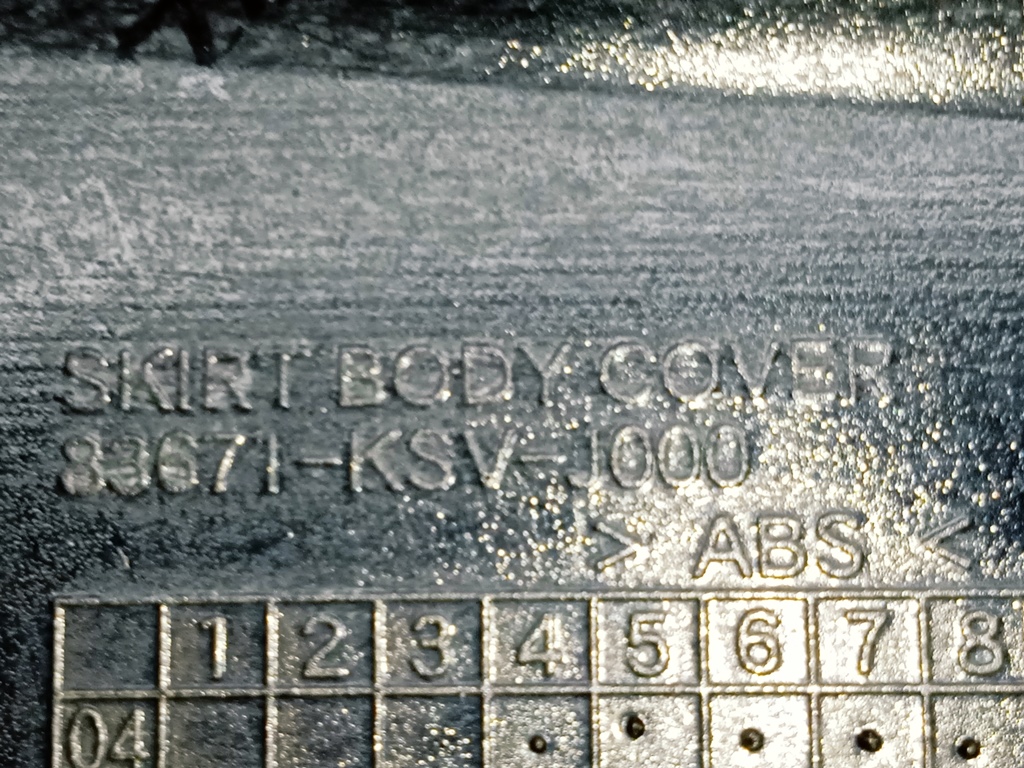 SKIRT BODY COVER
83671-KSV-J000
> ABS <
1 2 3 4 5 6 7 8
04